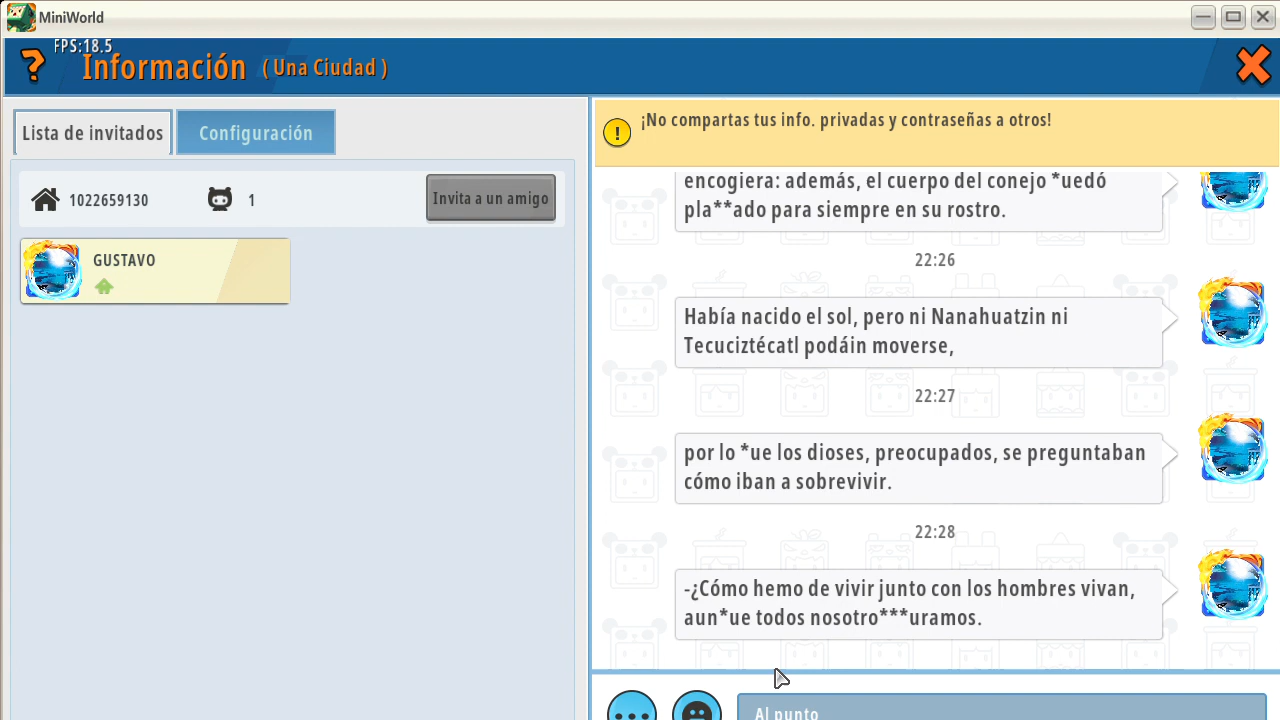 MiniWorld
FPS:18.5
Información ( Una Ciudad )
Lista de invitados
Configuración
1022659130
1
Invita a un amigo
GUSTAVO
¡No compartas tus info. privadas y contraseñas a otros!
encogiera: además, el cuerpo del conejo *uedó
pla**ado para siempre en su rostro.
22:26
Había nacido el sol, pero ni Nanahuatzin ni
Tecuciztécatl podáin moverse,
22:27
por lo *ue los dioses, preocupados, se preguntaban
cómo iban a sobrevivir.
22:28
-¿Cómo hemo de vivir junto con los hombres vivan,
aun*ue todos nosotro***uramos.
Al punto